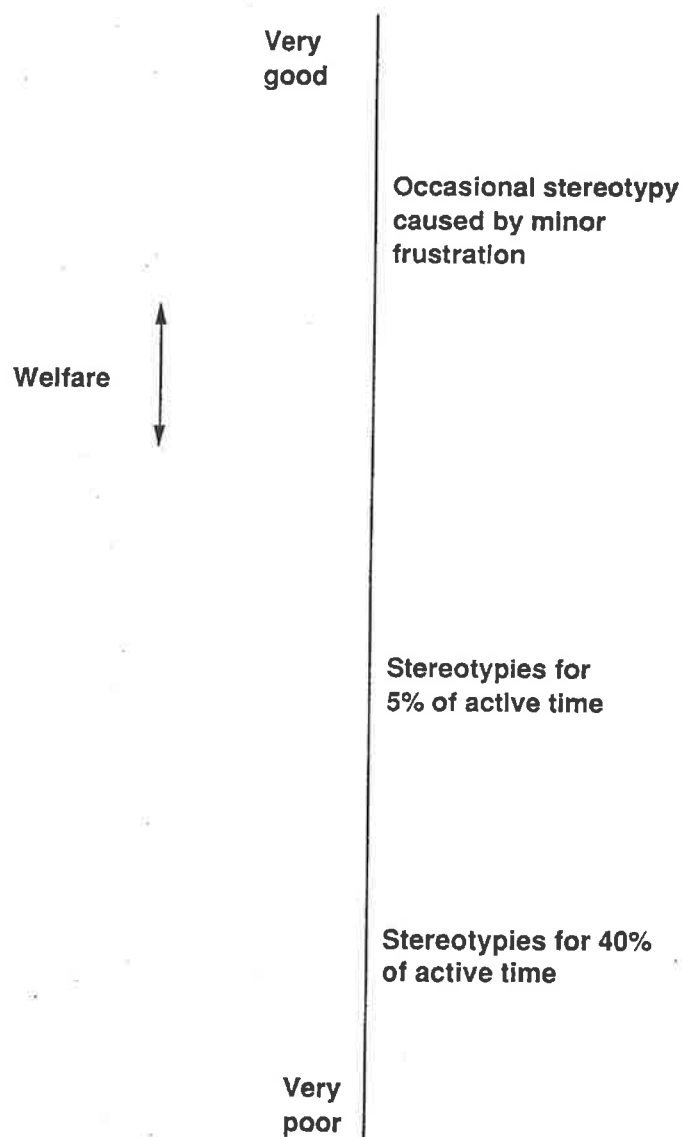 Very
good
Occasional stereotypy
caused by minor
frustration
Welfare
Stereotypies for
5% of active time
Stereotypies for 40%
of active time
Very
poor